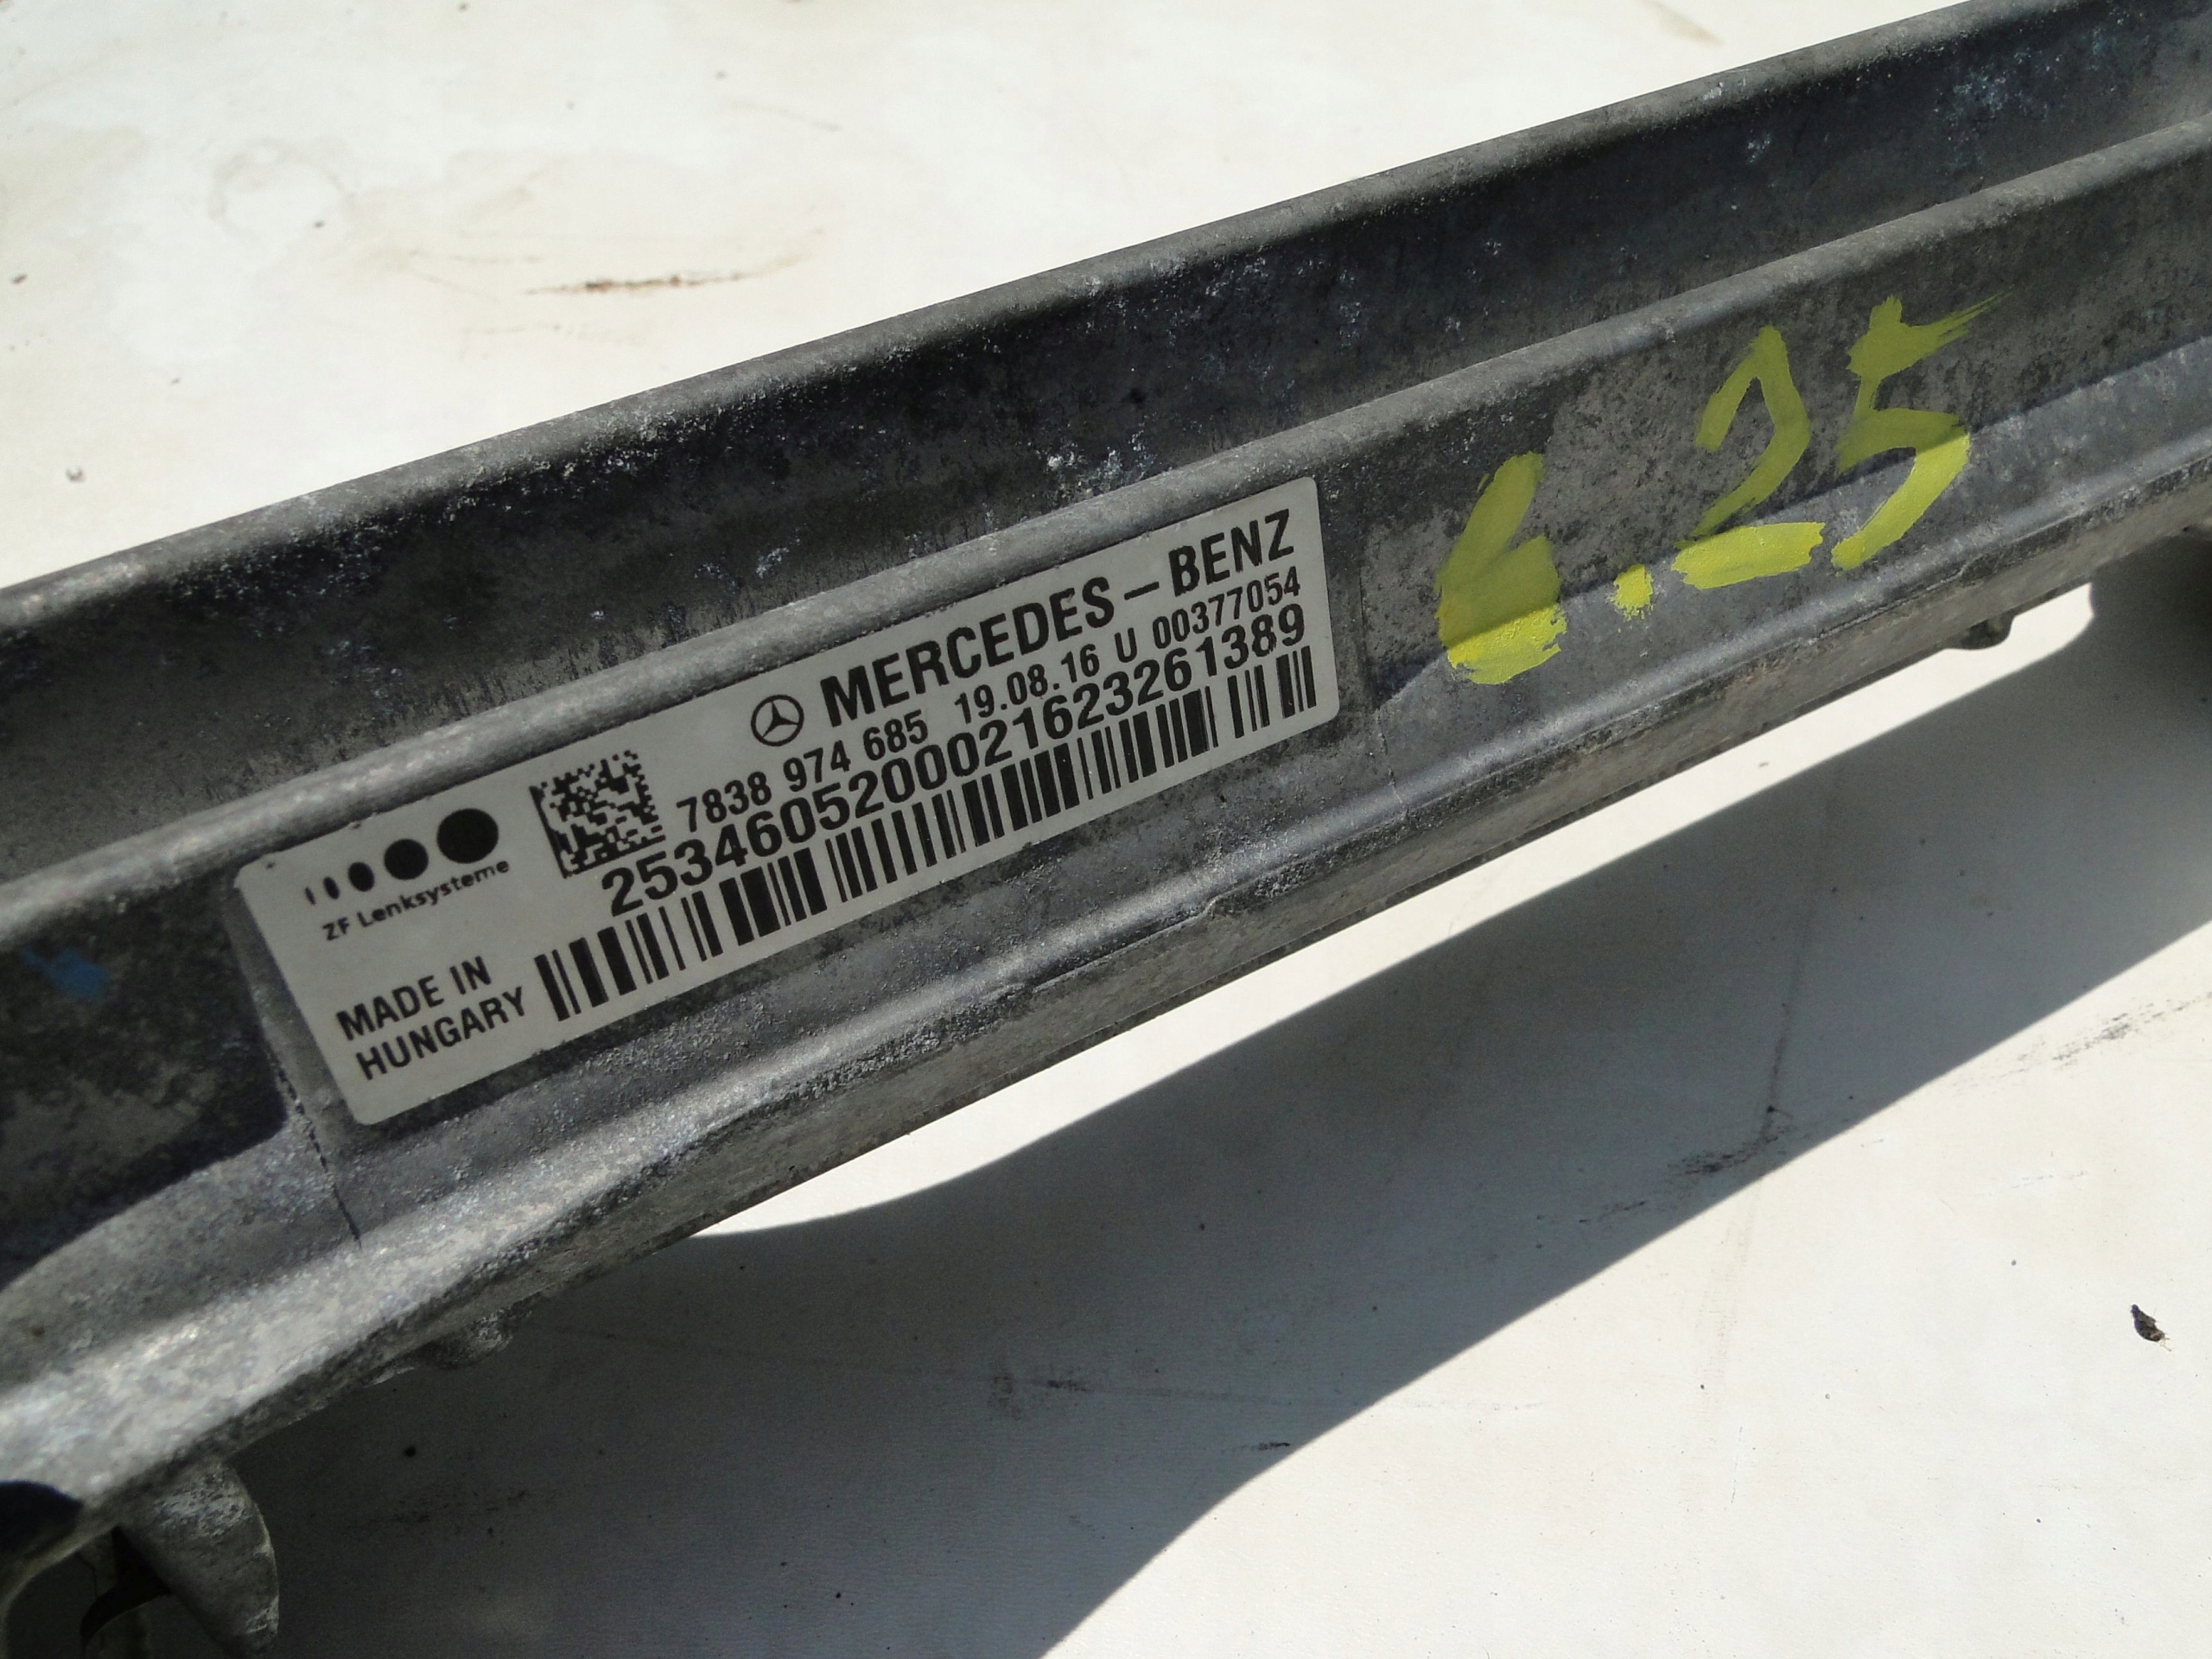 MERCEDES-BENZ
7838 974 685 19.08.16 U 00377054
2534605200021623261389
ZF Lenksysteme
MADE IN
HUNGARY
6.25